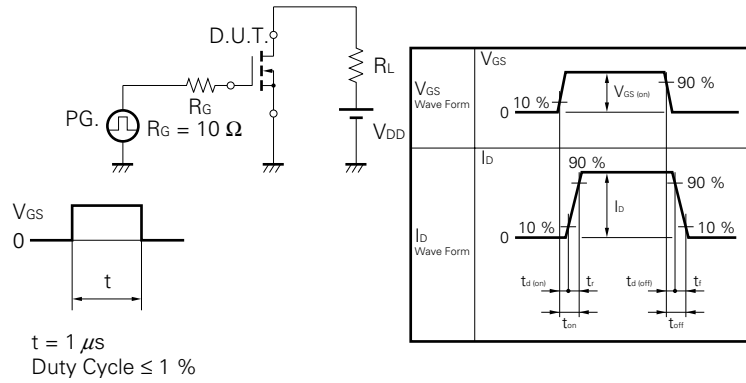 D.U.T.
RL
RG
PG.
RG = 10 Ω
VDD
VGS
0
t
t = 1 μs
Duty Cycle ≤ 1 %
VGS
Wave Form
VGS
10 %
VGS (on)
90 %
0
ID
Wave Form
ID
90 %
90 %
ID
10 %
10 %
0
td (on)
tr
td (off)
tf
ton
toff